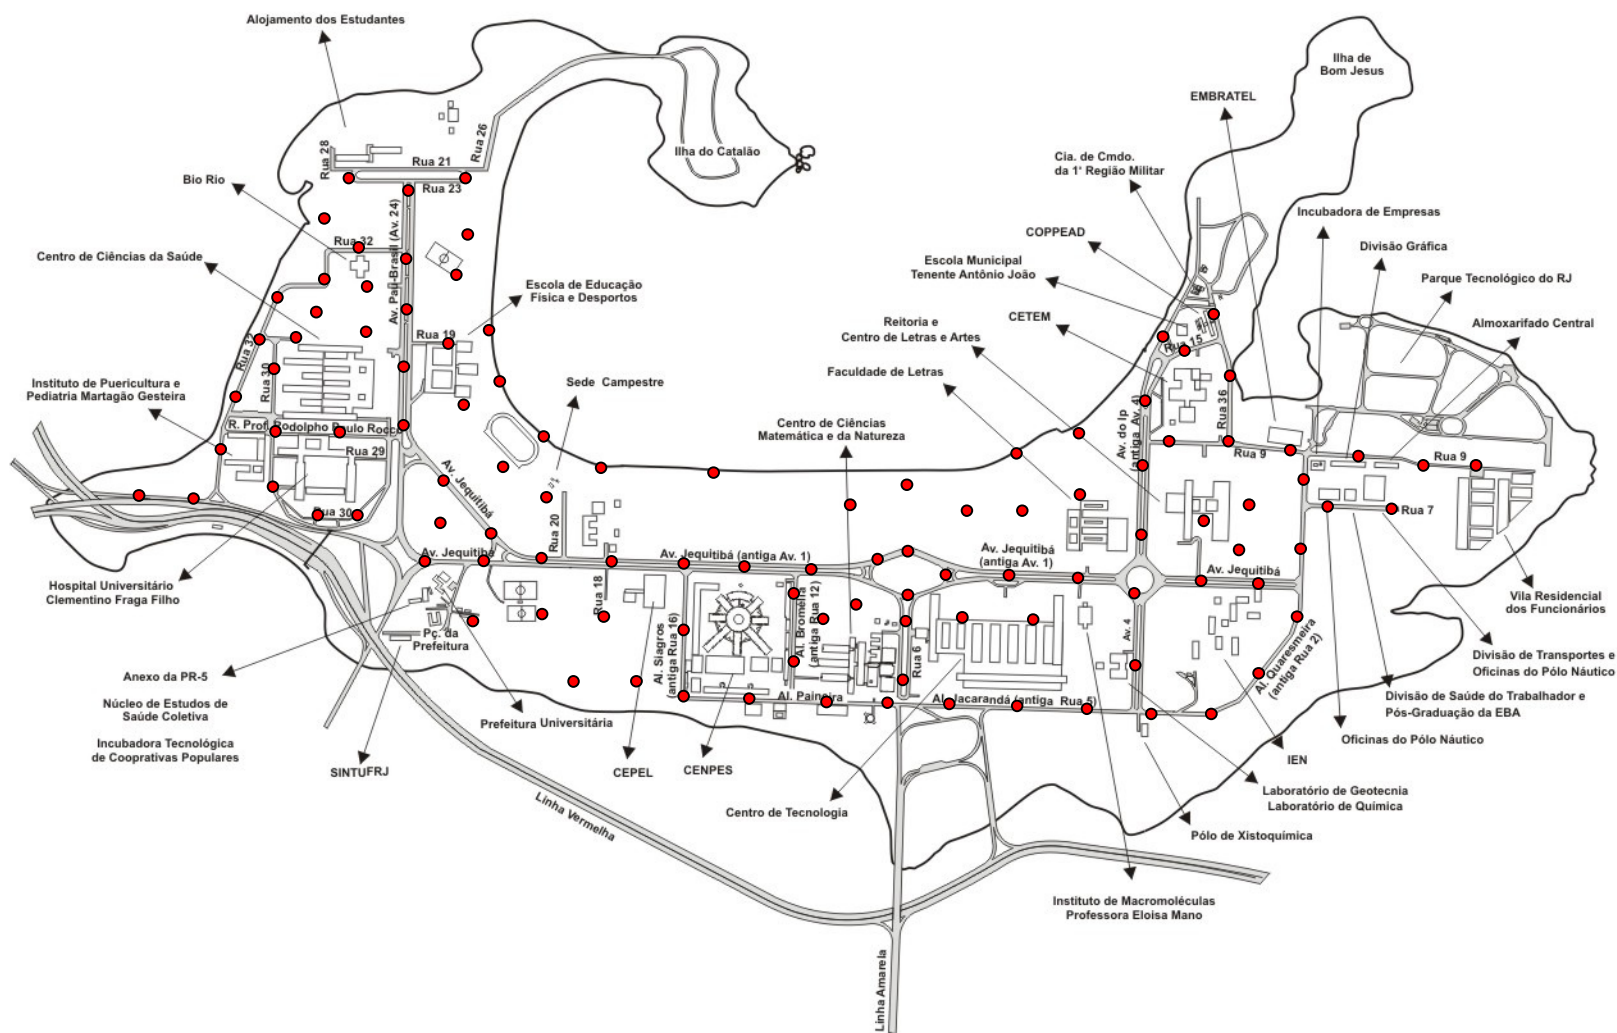 Alojamento dos Estudantes
Ilha de
Bom Jesus
EMBRATEL
Rua 28
Rua 21
Rua 26
Rua 23
Ilha do Catalão
Cia. de Cmdo.
da 1ª Região Militar
Bio Rio
Incubadora de Empresas
COPPEAD
Divisão Gráfica
Rua 32
Av. Pau-Brasil (Av. 24)
Centro de Ciências da Saúde
Escola Municipal
Tenente Antônio João
Parque Tecnológico do RJ
Escola de Educação
Física e Desportos
CETEM
Reitoria e
Centro de Letras e Artes
Almoxarifado Central
Rua 19
Rua 15
Rua 32
Rua 30
Faculdade de Letras
Instituto de Puericultura e
Pediatria Martagão Gesteira
Sede Campestre
Rua 36
Av. do Ip
(antiga Av. 4)
R. Prof. Rodolpho Paulo Rocco
Centro de Ciências
Matemática e da Natureza
Rua 29
Rua 9
Rua 9
Av. Jequitibá
Rua 30
Rua 20
Rua 7
Av. Jequitibá
Av. Jequitibá (antiga Av. 1)
Av. Jequitibá
(antiga Av. 1)
Av. Jequitibá
Hospital Universitário
Clementino Fraga Filho
Rua 18
Vila Residencial
dos Funcionários
Al. Siagros
(antiga Rua 16)
Al. Bromélia
(antiga Rua 12)
Rua 6
Av. 4
Pç. da
Prefeitura
Al. Quaresmeira
(antiga Rua 2)
Divisão de Transportes e
Oficinas do Pólo Náutico
Anexo da PR-5
Al. Paineira
Al. Jacarandá (antiga Rua 5)
Divisão de Saúde do Trabalhador e
Pós-Graduação da EBA
Núcleo de Estudos de
Saúde Coletiva
Prefeitura Universitária
Oficinas do Pólo Náutico
Incubadora Tecnológica
de Cooprativas Populares
SINTUFRJ
CEPEL
CENPES
IEN
Linha Vermelha
Centro de Tecnologia
Laboratório de Geotecnia
Laboratório de Química
Pólo de Xistoquímica
Instituto de Macromoléculas
Professora Eloisa Mano
Linha Amarela